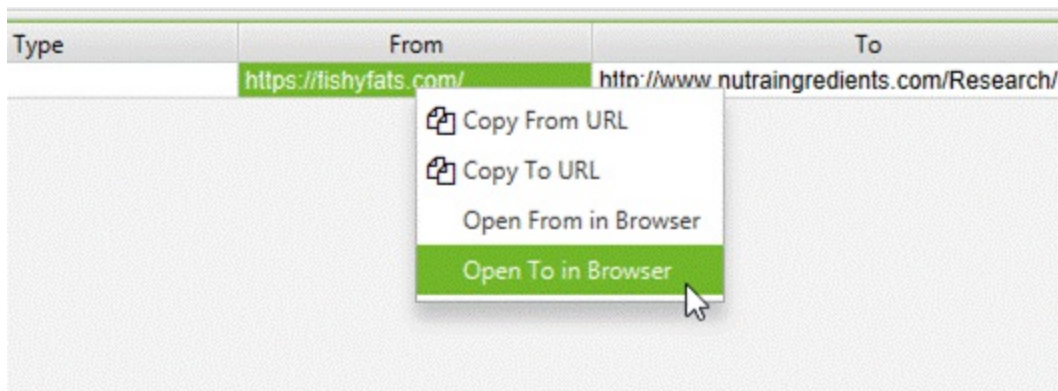 Type From To
https://fishyfats.com/ http://www.nutraingredients.com/Research/
Copy From URL
Copy To URL
Open From in Browser
Open To in Browser